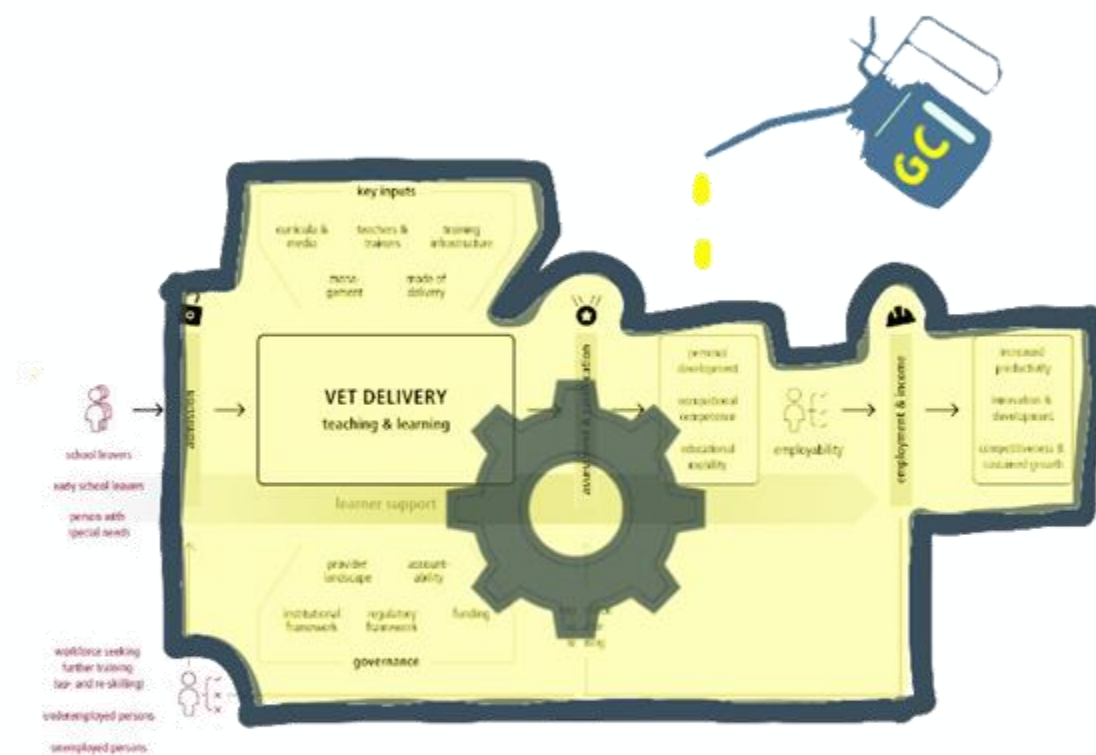 GC
key inputs
curricula &
media
teachers &
trainers
training
infrastructure
mana-
gement
mode of
delivery
admission
VET DELIVERY
teaching & learning
learner support
school leavers
early school leavers
person with
special needs
provider
landscape
account-
ability
institutional
framework
regulatory
framework
funding
governance
workforce seeking
further training
(up- and re-skilling)
underemployed persons
unemployed persons
personal
development
occupational
competence
educational
mobility
employability
employment & income
increased
productivity
innovation &
development
competitiveness &
sustained growth